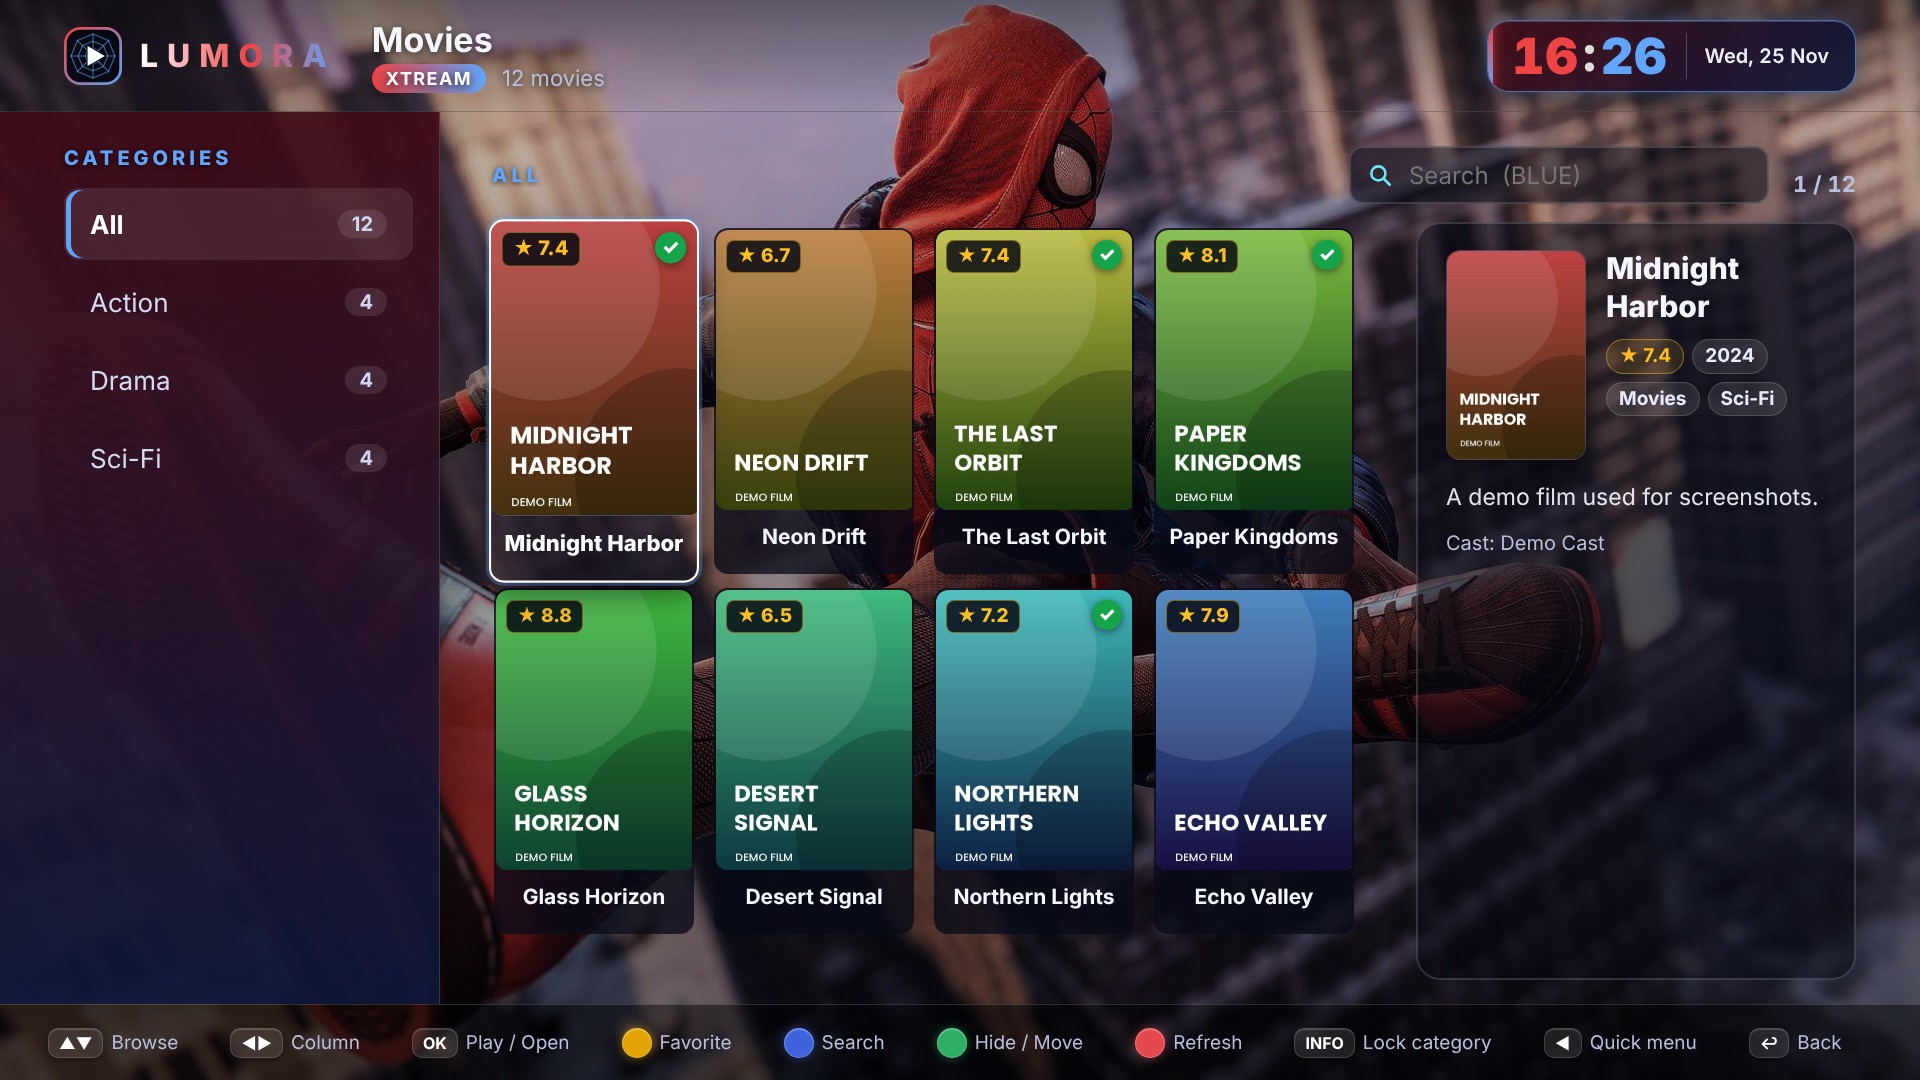 LUMORA
Movies
XTREAM 12 movies
16:26 Wed, 25 Nov
CATEGORIES
All 12
Action 4
Drama 4
Sci-Fi 4
ALL
Search (BLUE)
1 / 12
★ 7.4
MIDNIGHT
HARBOR
DEMO FILM
Midnight Harbor
★ 6.7
NEON DRIFT
DEMO FILM
Neon Drift
★ 7.4
THE LAST
ORBIT
DEMO FILM
The Last Orbit
★ 8.1
PAPER
KINGDOMS
DEMO FILM
Paper Kingdoms
★ 8.8
GLASS
HORIZON
DEMO FILM
Glass Horizon
★ 6.5
DESERT
SIGNAL
DEMO FILM
Desert Signal
★ 7.2
NORTHERN
LIGHTS
DEMO FILM
Northern Lights
★ 7.9
ECHO VALLEY
DEMO FILM
Echo Valley
MIDNIGHT
HARBOR
DEMO FILM
Midnight
Harbor
★ 7.4 2024
Movies Sci-Fi
A demo film used for screenshots.
Cast: Demo Cast
▲▼ Browse ◀▶ Column OK Play / Open Favorite Search Hide / Move Refresh INFO Lock category ◀ Quick menu ↩ Back